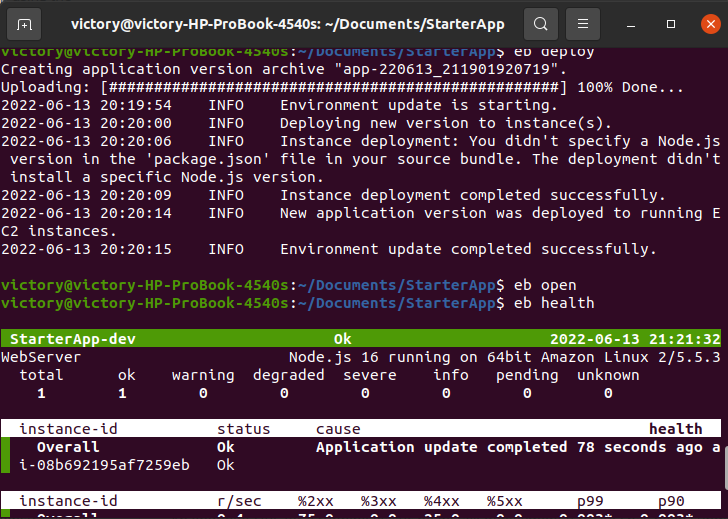 victory@victory-HP-ProBook-4540s: ~/Documents/StarterApp
victory@victory-HP-ProBook-4540s:~/Documents/StarterApp$ eb deploy
Creating application version archive "app-220613_211901920719".
Uploading: [##################################################] 100% Done...
2022-06-13 20:19:54    INFO    Environment update is starting.
2022-06-13 20:20:00    INFO    Deploying new version to instance(s).
2022-06-13 20:20:06    INFO    Instance deployment: You didn't specify a Node.js
 version in the 'package.json' file in your source bundle. The deployment didn't
 install a specific Node.js version.
2022-06-13 20:20:09    INFO    Instance deployment completed successfully.
2022-06-13 20:20:14    INFO    New application version was deployed to running E
C2 instances.
2022-06-13 20:20:15    INFO    Environment update completed successfully.
victory@victory-HP-ProBook-4540s:~/Documents/StarterApp$ eb open
victory@victory-HP-ProBook-4540s:~/Documents/StarterApp$ eb health
StarterApp-dev    Ok    2022-06-13 21:21:32
WebServer    Node.js 16 running on 64bit Amazon Linux 2/5.5.3
total    ok    warning    degraded    severe    info    pending    unknown
1    1    0    0    0    0    0    0
instance-id    status    cause    health
Overall    Ok    Application update completed 78 seconds ago a
i-08b692195af7259eb    Ok
instance-id    r/sec    %2xx    %3xx    %4xx    %5xx    p99    p90
Overall